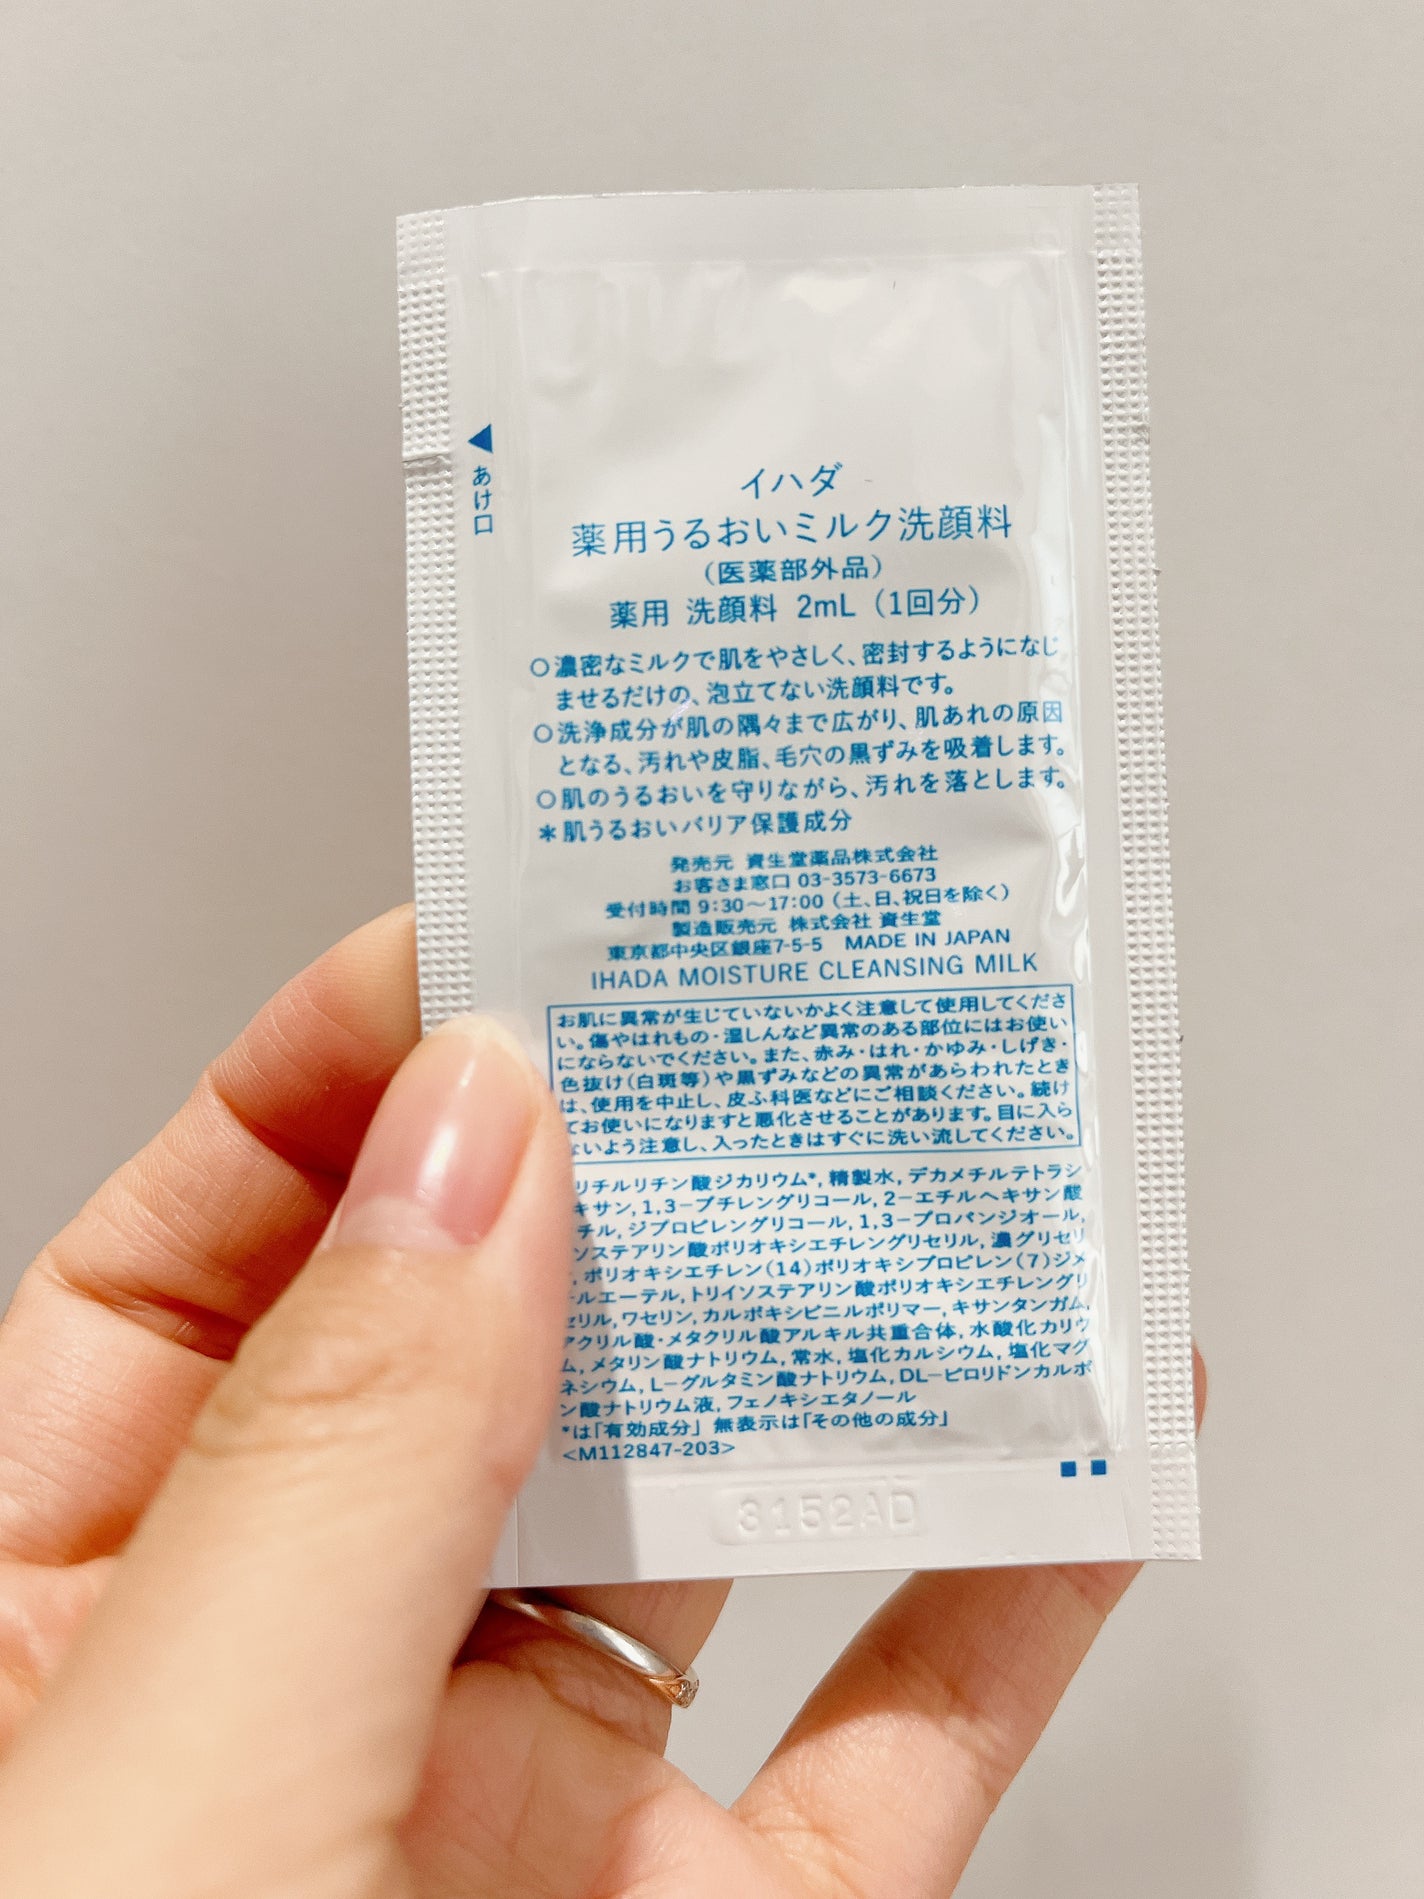 あけ口
イハダ
薬用うるおいミルク洗顔料
（医薬部外品）
薬用 洗顔料 2mL（1回分）
○濃密なミルクで肌をやさしく、密封するようになじ
ませるだけの、泡立てない洗顔料です。
○洗浄成分が肌の隅々まで広がり、肌あれの原因
となる、汚れや皮脂、毛穴の黒ずみを吸着します。
○肌のうるおいを守りながら、汚れを落とします。
＊肌うるおいバリア保護成分
発売元 資生堂薬品株式会社
お客さま窓口 03-3573-6673
受付時間 9：30～17：00（土、日、祝日を除く）
製造販売元 株式会社 資生堂
東京都中央区銀座7-5-5 MADE IN JAPAN
IHADA MOISTURE CLEANSING MILK
お肌に異常が生じていないかよく注意して使用してくださ
い。傷やはれもの・湿しんなど異常のある部位にはお使い
にならないでください。また、赤み・はれ・かゆみ・しげき・
色抜け（白斑等）や黒ずみなどの異常があらわれたとき
は、使用を中止し、皮ふ科医などにご相談ください。続け
てお使いになりますと悪化させることがあります。目に入ら
ないよう注意し、入ったときはすぐに洗い流してください。
リチルリチン酸ジカリウム*，精製水，デカメチルテトラシ
キサン，1，3－ブチレングリコール，2－エチルヘキサン酸
チル，ジプロピレングリコール，1，3－プロパンジオール，
ソステアリン酸ポリオキシエチレングリセリル，濃グリセリ
，ポリオキシエチレン（14）ポリオキシプロピレン（7）ジメ
ルエーテル，トリイソステアリン酸ポリオキシエチレングリ
セリル，ワセリン，カルボキシビニルポリマー，キサンタンガム，
アクリル酸・メタクリル酸アルキル共重合体，水酸化カリウ
ム，メタリン酸ナトリウム，常水，塩化カルシウム，塩化マグ
ネシウム，L－グルタミン酸ナトリウム，DL－ピロリドンカルボ
ン酸ナトリウム液，フェノキシエタノール
*は「有効成分」 無表示は「その他の成分」
<M112847-203>
3152AD